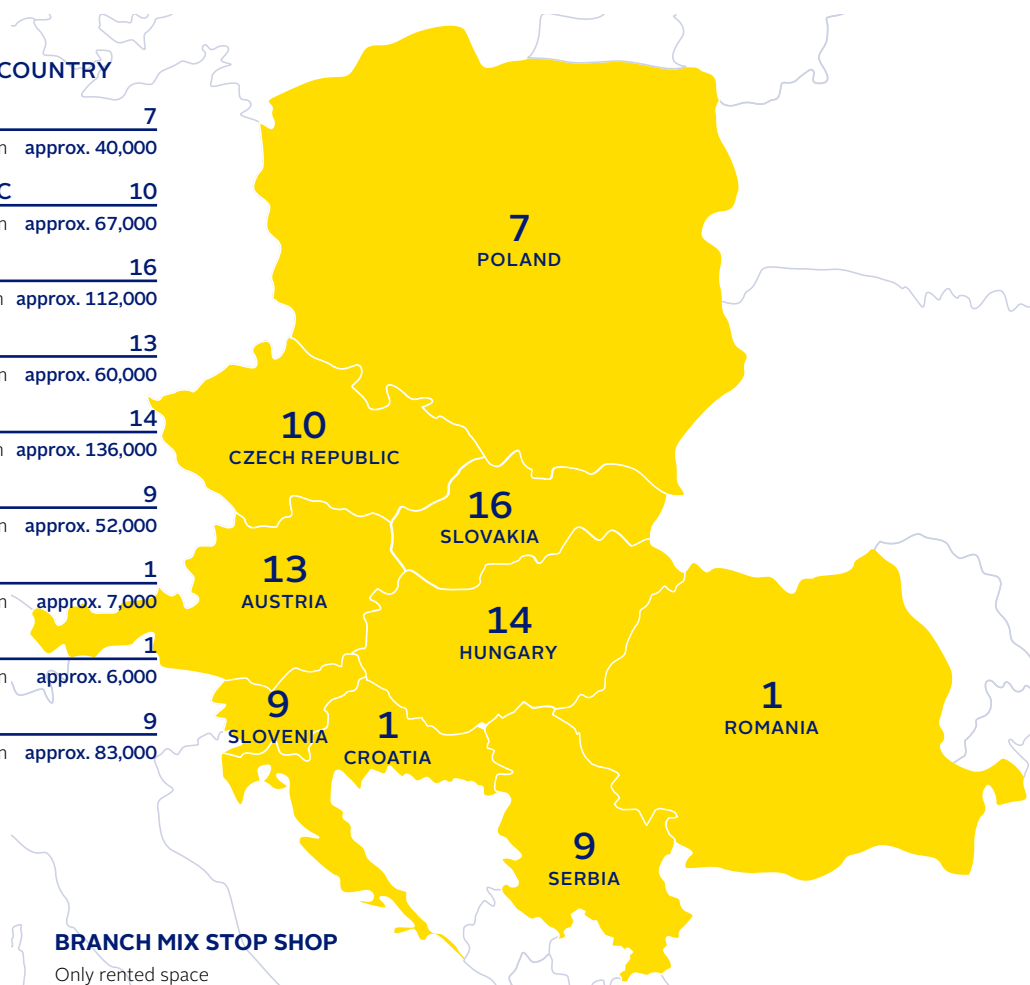 COUNTRY
7
approx. 40,000
C 10
approx. 67,000
16
approx. 112,000
13
approx. 60,000
14
approx. 136,000
9
approx. 52,000
1
approx. 7,000
1
approx. 6,000
9
approx. 83,000
7
POLAND
10
CZECH REPUBLIC
16
SLOVAKIA
13
AUSTRIA
14
HUNGARY
9
SLOVENIA
1
CROATIA
1
ROMANIA
9
SERBIA
BRANCH MIX STOP SHOP
Only rented space